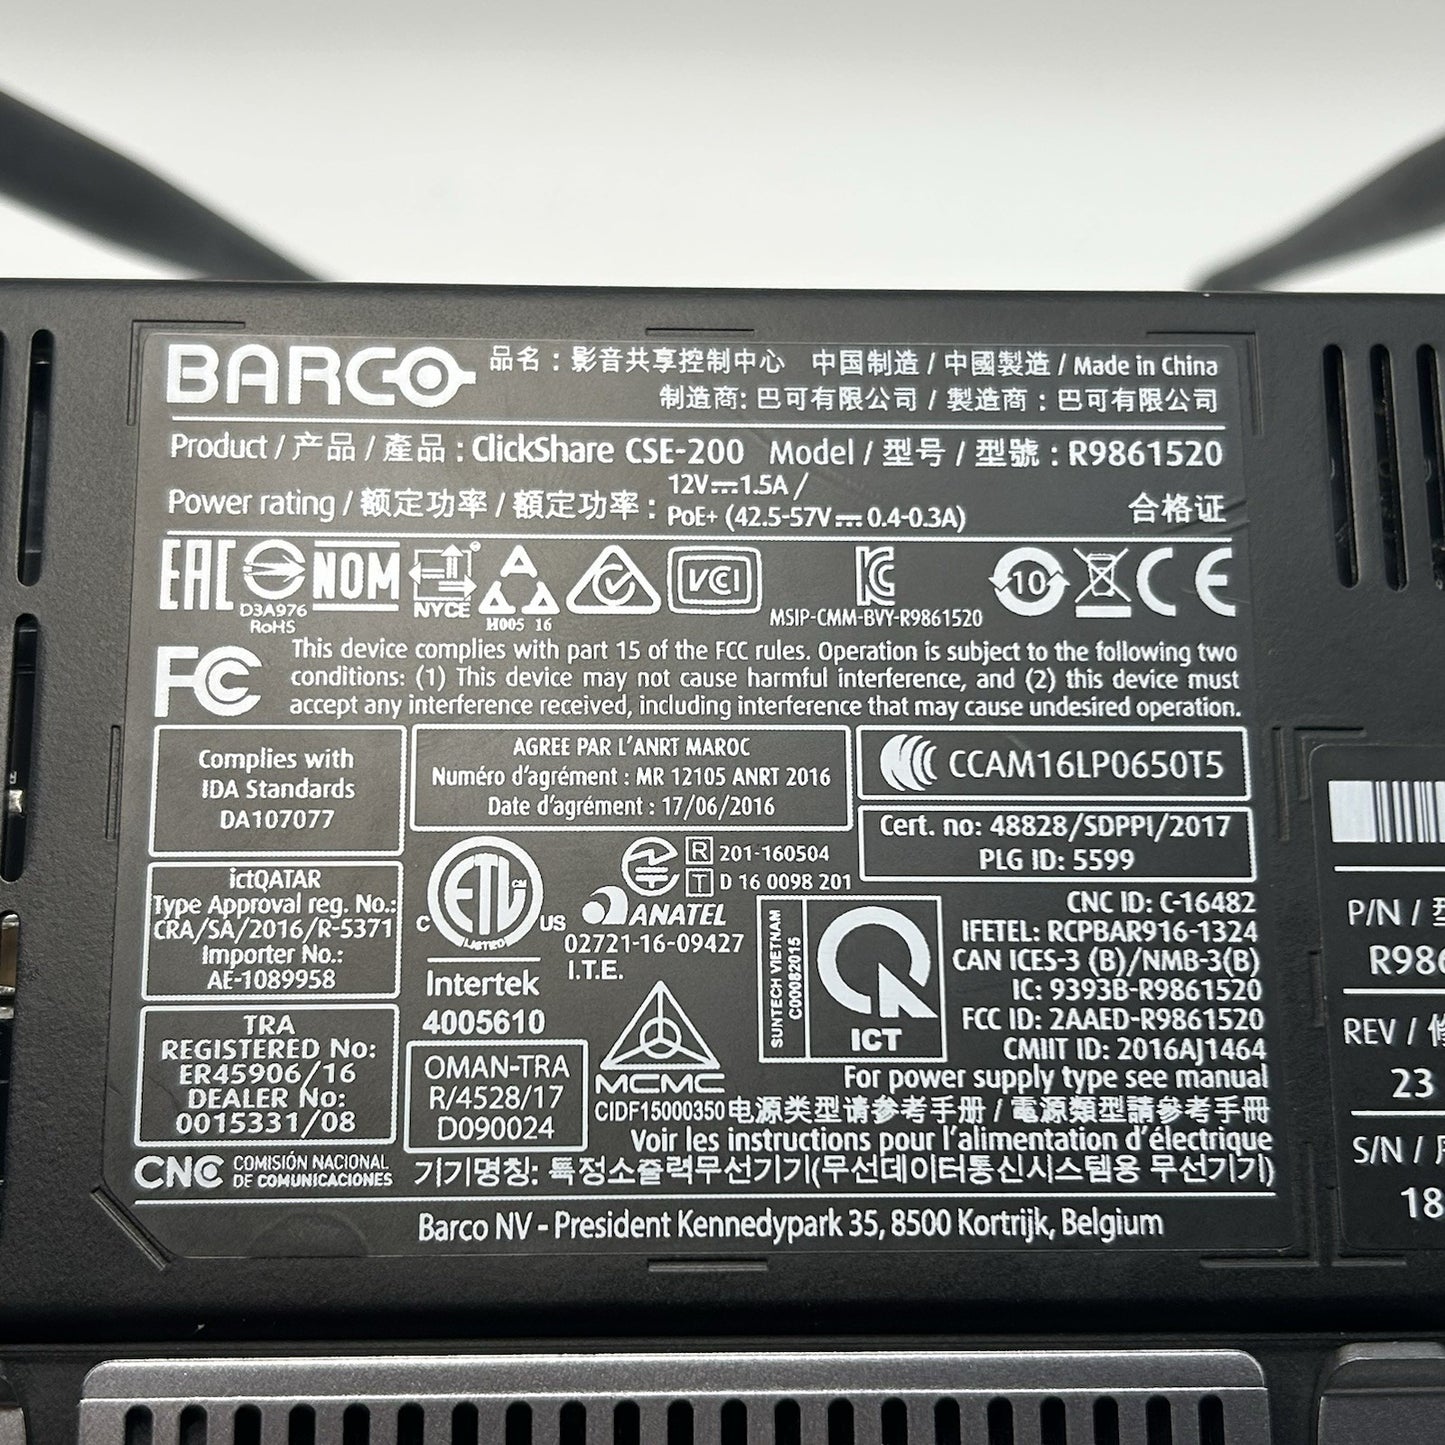 BARCO 品名：影音共享控制中心 中国制造 / 中國製造 / Made in China
制造商: 巴可有限公司 / 製造商：巴可有限公司
Product / 产品 / 產品 : ClickShare CSE-200 Model / 型号 / 型號 : R9861520
Power rating / 额定功率 / 額定功率 : 12V⎓1.5A /
PoE+ (42.5-57V⎓0.4-0.3A)
合格证
EAC
D3A976
RoHS
NOM
NYCE
H005 16
VCI
KC
MSIP-CMM-BVY-R9861520
10
CE
FC
This device complies with part 15 of the FCC rules. Operation is subject to the following two
conditions: (1) This device may not cause harmful interference, and (2) this device must
accept any interference received, including interference that may cause undesired operation.
Complies with
IDA Standards
DA107077
AGREE PAR L'ANRT MAROC
Numéro d'agrément : MR 12105 ANRT 2016
Date d'agrément : 17/06/2016
CCAM16LP0650T5
Cert. no: 48828/SDPPI/2017
PLG ID: 5599
ictQATAR
Type Approval reg. No.:
CRA/SA/2016/R-5371
Importer No.:
AE-1089958
ETL CM
LISTED
C US
Intertek
4005610
R 201-160504
T D 16 0098 201
ANATEL
02721-16-09427
I.T.E.
SUNTECH VIETNAM
C00082015
ICT
CNC ID: C-16482
IFETEL: RCPBAR916-1324
CAN ICES-3 (B)/NMB-3(B)
IC: 9393B-R9861520
FCC ID: 2AAED-R9861520
CMIIT ID: 2016AJ1464
TRA
REGISTERED No:
ER45906/16
DEALER No:
0015331/08
OMAN-TRA
R/4528/17
D090024
MCMC
CIDF15000350
For power supply type see manual
电源类型请参考手册 / 電源類型請參考手冊
Voir les instructions pour l'alimentation d'électrique
CNC COMISIÓN NACIONAL
DE COMUNICACIONES
기기명칭: 특정소출력무선기기(무선데이터통신시스템용 무선기기)
Barco NV - President Kennedypark 35, 8500 Kortrijk, Belgium
P/N /
R986
REV /
23
S/N /
18